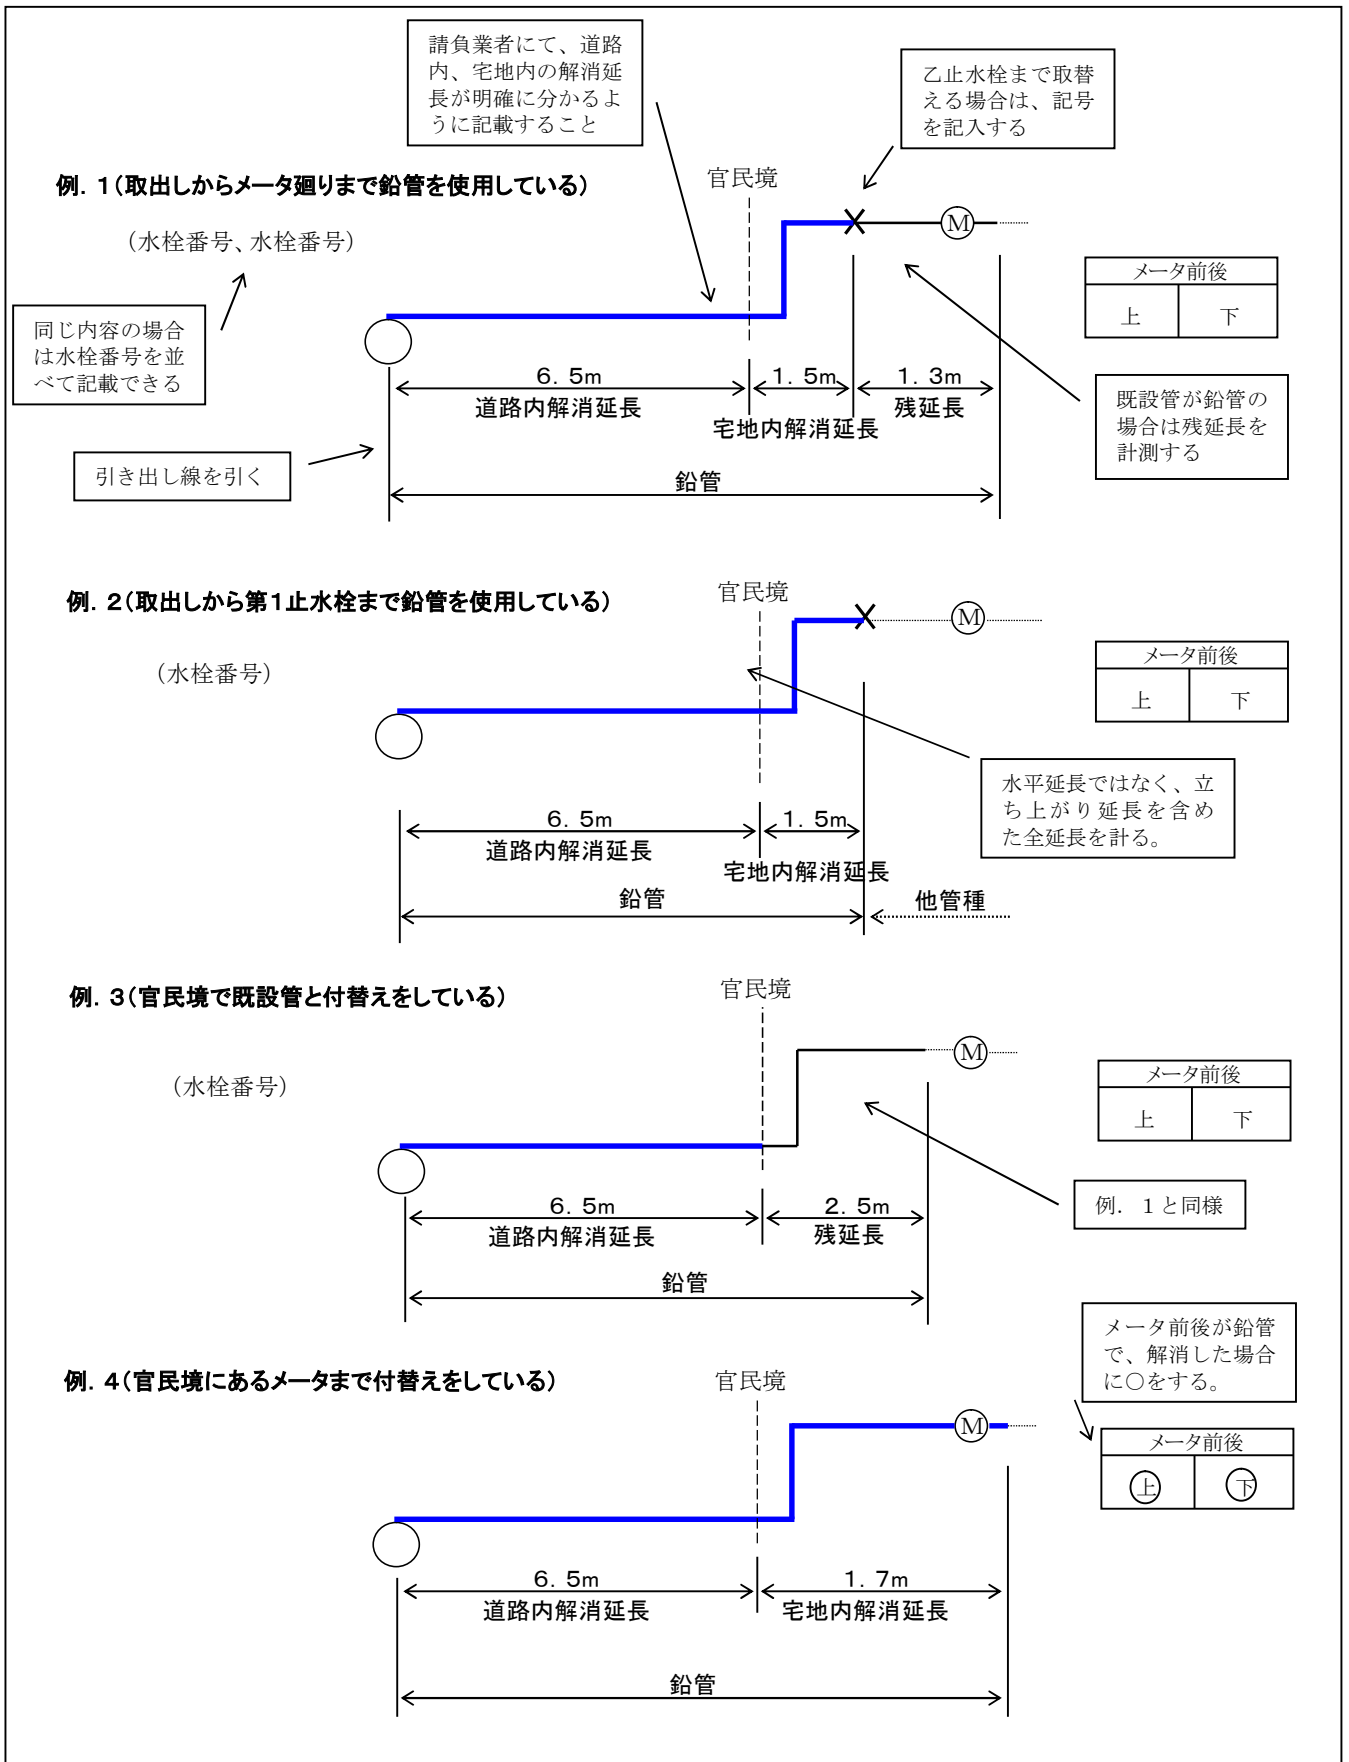 請負業者にて、道路
内、宅地内の解消延
長が明確に分かるよ
うに記載すること
乙止水栓まで取替
える場合は、記号
を記入する
例．１（取出しからメータ廻りまで鉛管を使用している）
官民境
（水栓番号、水栓番号）
M
メータ前後
上 下
同じ内容の場合
は水栓番号を並
べて記載できる
６．５m １．５m １．３m
道路内解消延長 宅地内解消延長 残延長
既設管が鉛管の
場合は残延長を
計測する
引き出し線を引く
鉛管
例．２（取出しから第１止水栓まで鉛管を使用している）
官民境
M
（水栓番号）
メータ前後
上 下
水平延長ではなく、立
ち上がり延長を含め
た全延長を計る。
６．５m １．５m
道路内解消延長 宅地内解消延長
鉛管 他管種
例．３（官民境で既設管と付替えをしている）
官民境
M
（水栓番号）
メータ前後
上 下
例．１と同様
６．５m ２．５m
道路内解消延長 残延長
鉛管
メータ前後が鉛管
で、解消した場合
に○をする。
例．４（官民境にあるメータまで付替えをしている）
官民境
M
メータ前後
上 下
６．５m １．７m
道路内解消延長 宅地内解消延長
鉛管